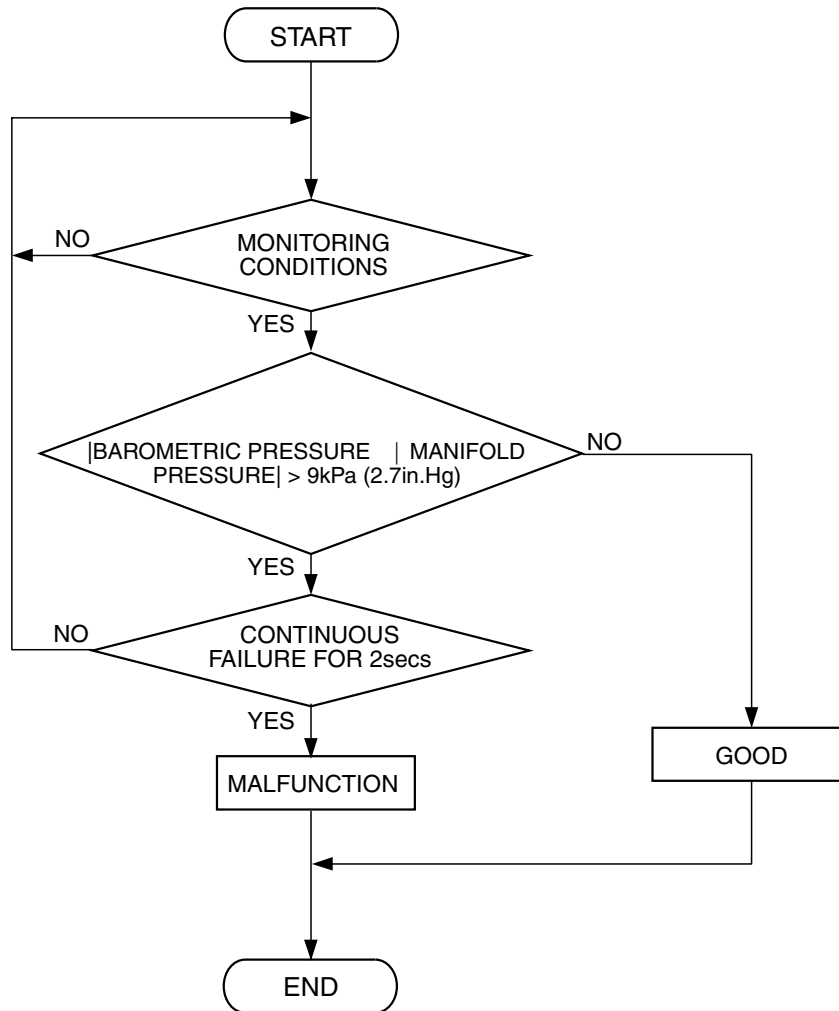 START
MONITORING
CONDITIONS
NO
YES
|BAROMETRIC PRESSURE | MANIFOLD
PRESSURE| > 9kPa (2.7in.Hg)
NO
YES
CONTINUOUS
FAILURE FOR 2secs
NO
YES
MALFUNCTION
GOOD
END